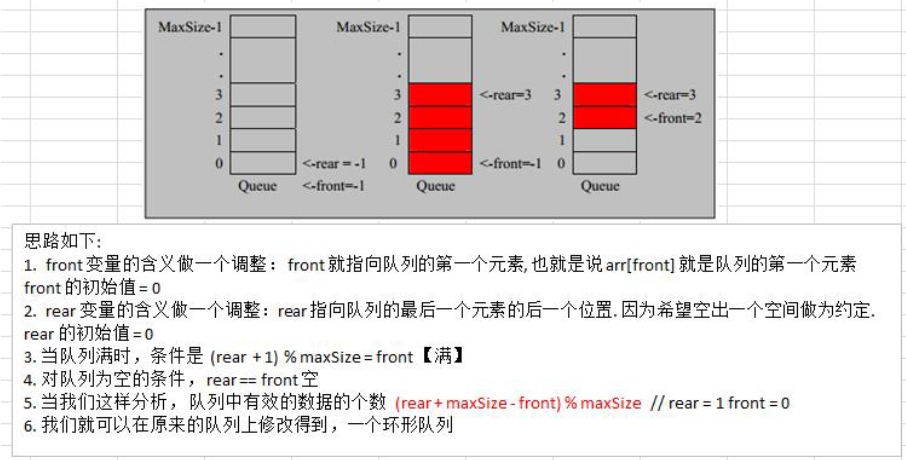 MaxSize-1 MaxSize-1 MaxSize-1
. . .
. . .
3 3 <-rear=3 3 <-rear=3
2 2 2 <-front=2
1 1 1
0 <-rear = -1 0 <-front=-1 0
Queue <-front=-1 Queue Queue
思路如下:
1. front 变量的含义做一个调整： front 就指向队列的第一个元素, 也就是说 arr[front] 就是队列的第一个元素
front 的初始值 = 0
2. rear 变量的含义做一个调整：rear 指向队列的最后一个元素的后一个位置. 因为希望空出一个空间做为约定.
rear 的初始值 = 0
3. 当队列满时，条件是 (rear + 1) % maxSize = front 【满】
4. 对队列为空的条件， rear == front 空
5. 当我们这样分析， 队列中有效的数据的个数 (rear + maxSize - front) % maxSize // rear = 1 front = 0
6. 我们就可以在原来的队列上修改得到，一个环形队列